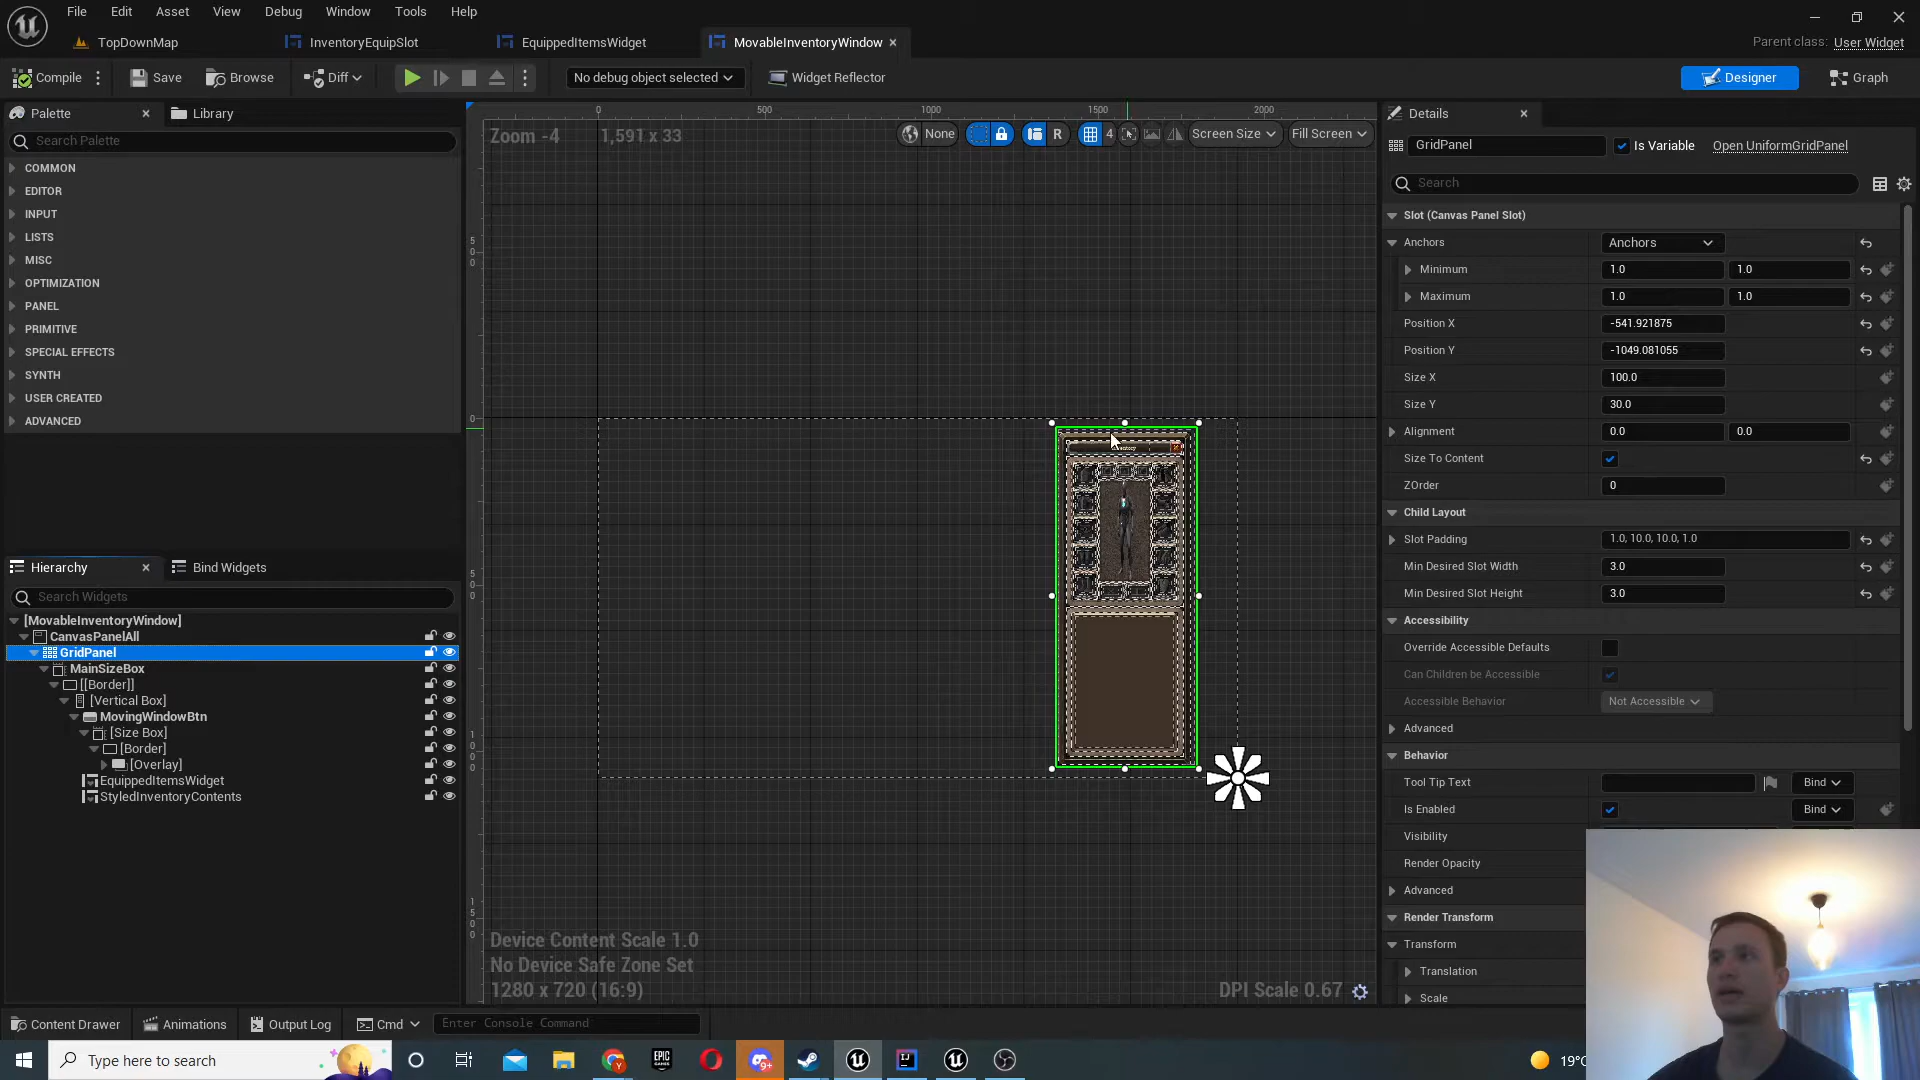 File Edit Asset View Debug Window Tools Help
TopDownMap InventoryEquipSlot EquippedItemsWidget MovableInventoryWindow Parent class: User Widget
Compile Save Browse Diff No debug object selected Widget Reflector Designer Graph
Palette Library
Search Palette
COMMON
EDITOR
INPUT
LISTS
MISC
OPTIMIZATION
PANEL
PRIMITIVE
SPECIAL EFFECTS
SYNTH
USER CREATED
ADVANCED
Hierarchy Bind Widgets
Search Widgets
[MovableInventoryWindow]
CanvasPanelAll
GridPanel
MainSizeBox
[[Border]]
[Vertical Box]
MovingWindowBtn
[Size Box]
[Border]
[Overlay]
EquippedItemsWidget
StyledInventoryContents
0 500 1000 1500 2000
Zoom -4 1,591 x 33 None R 4 Screen Size Fill Screen
Device Content Scale 1.0
No Device Safe Zone Set
1280 x 720 (16:9) DPI Scale 0.67
Details
GridPanel Is Variable Open UniformGridPanel
Search
Slot (Canvas Panel Slot)
Anchors Anchors
Minimum 1.0 1.0
Maximum 1.0 1.0
Position X -541.921875
Position Y -1049.081055
Size X 100.0
Size Y 30.0
Alignment 0.0 0.0
Size To Content
ZOrder 0
Child Layout
Slot Padding 1.0, 10.0, 10.0, 1.0
Min Desired Slot Width 3.0
Min Desired Slot Height 3.0
Accessibility
Override Accessible Defaults
Can Children be Accessible
Accessible Behavior Not Accessible
Advanced
Behavior
Tool Tip Text Bind
Is Enabled Bind
Visibility
Render Opacity
Advanced
Render Transform
Transform
Translation
Scale
Content Drawer Animations Output Log Cmd Enter Console Command
Type here to search EPIC GAMES 9+ 19°C